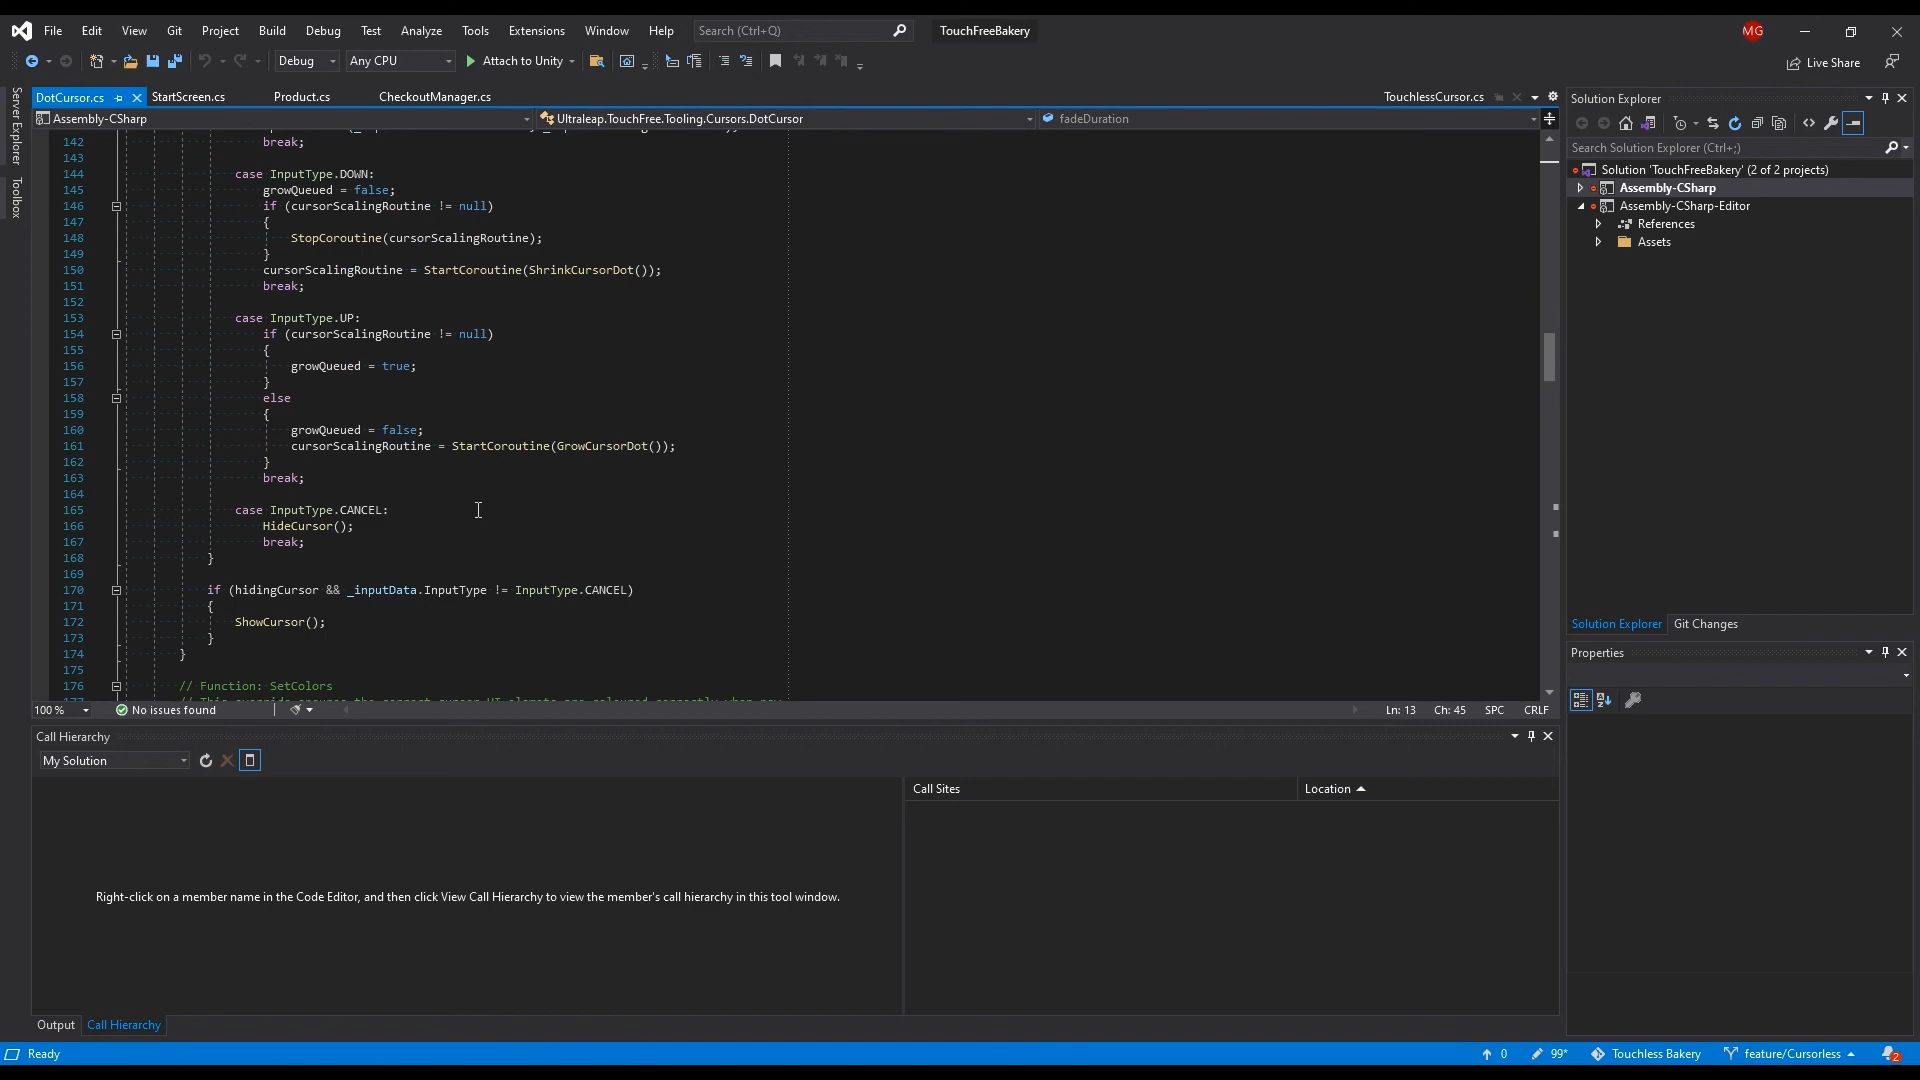 File Edit View Git Project Build Debug Test Analyze Tools Extensions Window Help Search (Ctrl+Q) TouchFreeBakery MG
Debug Any CPU Attach to Unity Live Share
Server Explorer
Toolbox
DotCursor.cs StartScreen.cs Product.cs CheckoutManager.cs TouchlessCursor.cs
Assembly-CSharp Ultraleap.TouchFree.Tooling.Cursors.DotCursor fadeDuration
142 break;
143
144 case InputType.DOWN:
145 growQueued = false;
146 if (cursorScalingRoutine != null)
147 {
148 StopCoroutine(cursorScalingRoutine);
149 }
150 cursorScalingRoutine = StartCoroutine(ShrinkCursorDot());
151 break;
152
153 case InputType.UP:
154 if (cursorScalingRoutine != null)
155 {
156 growQueued = true;
157 }
158 else
159 {
160 growQueued = false;
161 cursorScalingRoutine = StartCoroutine(GrowCursorDot());
162 }
163 break;
164
165 case InputType.CANCEL:
166 HideCursor();
167 break;
168 }
169
170 if (hidingCursor && _inputData.InputType != InputType.CANCEL)
171 {
172 ShowCursor();
173 }
174 }
175
176 // Function: SetColors
100 % No issues found Ln: 13 Ch: 45 SPC CRLF
Call Hierarchy
My Solution
Call Sites Location
Right-click on a member name in the Code Editor, and then click View Call Hierarchy to view the member's call hierarchy in this tool window.
Output Call Hierarchy
Solution Explorer
Search Solution Explorer (Ctrl+;)
Solution 'TouchFreeBakery' (2 of 2 projects)
Assembly-CSharp
Assembly-CSharp-Editor
References
Assets
Solution Explorer Git Changes
Properties
Ready 0 99* Touchless Bakery feature/Cursorless 2